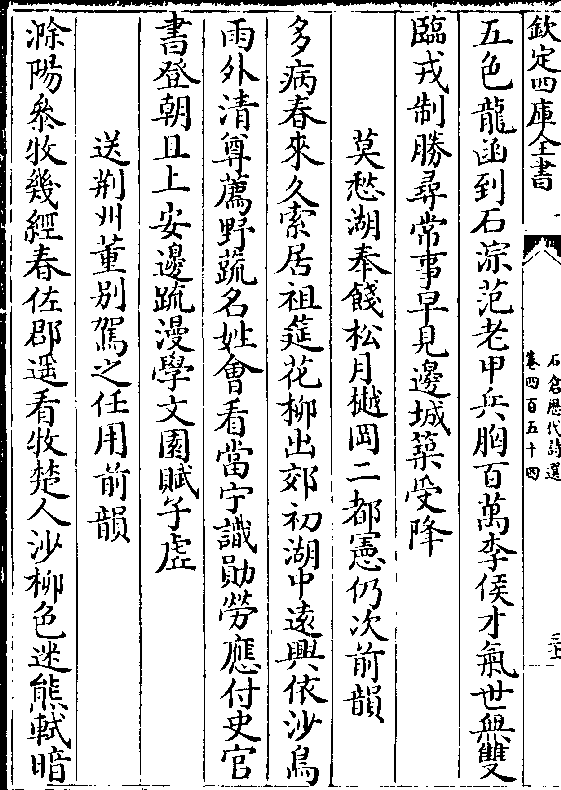 欽定四庫全書
石倉歷代詩選
卷四百五十四
五色龍函到石淙范老甲兵胸百萬李侯才氣世無雙
臨戎制勝尋常事早見邊城築受降
莫愁湖奉餞松月樾岡二都憲仍次前韻
多病春來久索居祖筵花柳出郊初湖中遠興依沙鳥
雨外清尊薦野蔬名姓會看當宁識勛勞應付史官
書登朝且上安邊疏漫學文園賦子虛
送荆州董别駕之任用前韻
滁陽叅牧幾經春佐郡遥看牧楚人沙柳色迷熊軾暗